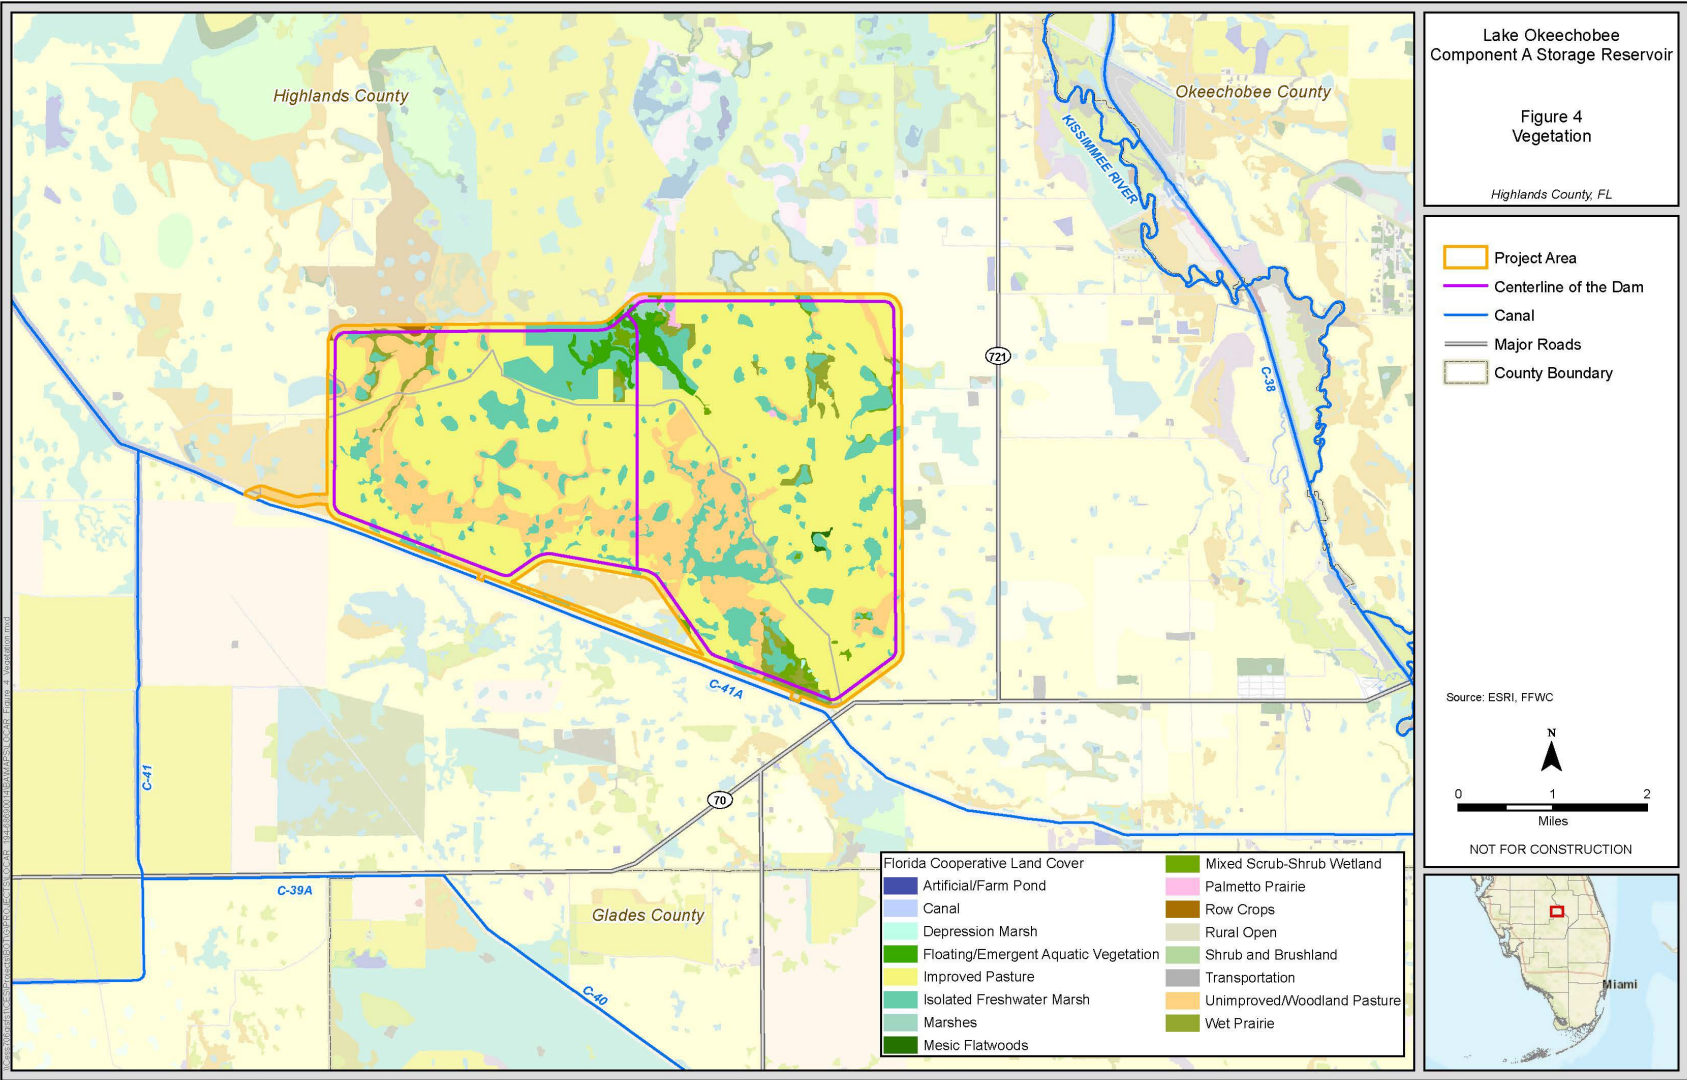 Lake Okeechobee
Component A Storage Reservoir
Figure 4
Vegetation
Highlands County, FL
Project Area
Centerline of the Dam
Canal
Major Roads
County Boundary
Source: ESRI, FFWC
N
0 1 2
Miles
NOT FOR CONSTRUCTION
Miami
Highlands County
Okeechobee County
KISSIMMEE RIVER
721
C-38
C-41A
C-41
70
C-39A
Glades County
C-40
Florida Cooperative Land Cover
Artificial/Farm Pond
Canal
Depression Marsh
Floating/Emergent Aquatic Vegetation
Improved Pasture
Isolated Freshwater Marsh
Marshes
Mesic Flatwoods
Mixed Scrub-Shrub Wetland
Palmetto Prairie
Row Crops
Rural Open
Shrub and Brushland
Transportation
Unimproved/Woodland Pasture
Wet Prairie